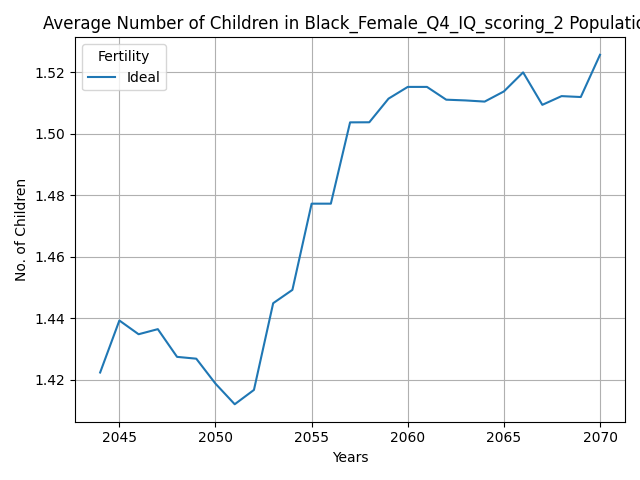 Average Number of Children in Black_Female_Q4_IQ_scoring_2 Populatio
Fertility
Ideal
1.52
1.50
1.48
1.46
1.44
1.42
No. of Children
2045 2050 2055 2060 2065 2070
Years